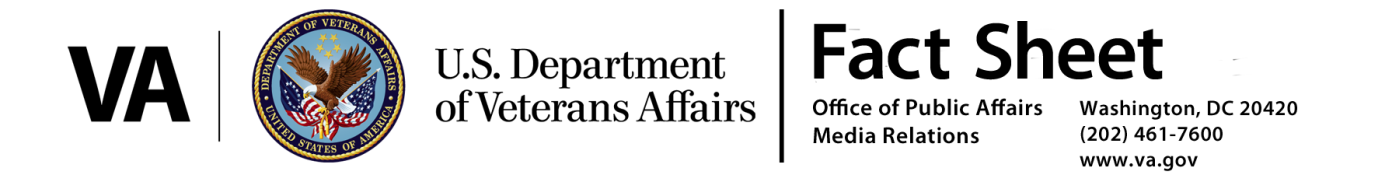 VA
DEPARTMENT OF VETERANS AFFAIRS
UNITED STATES OF AMERICA
U.S. Department
of Veterans Affairs
Fact Sheet
Office of Public Affairs
Media Relations
Washington, DC 20420
(202) 461-7600
www.va.gov